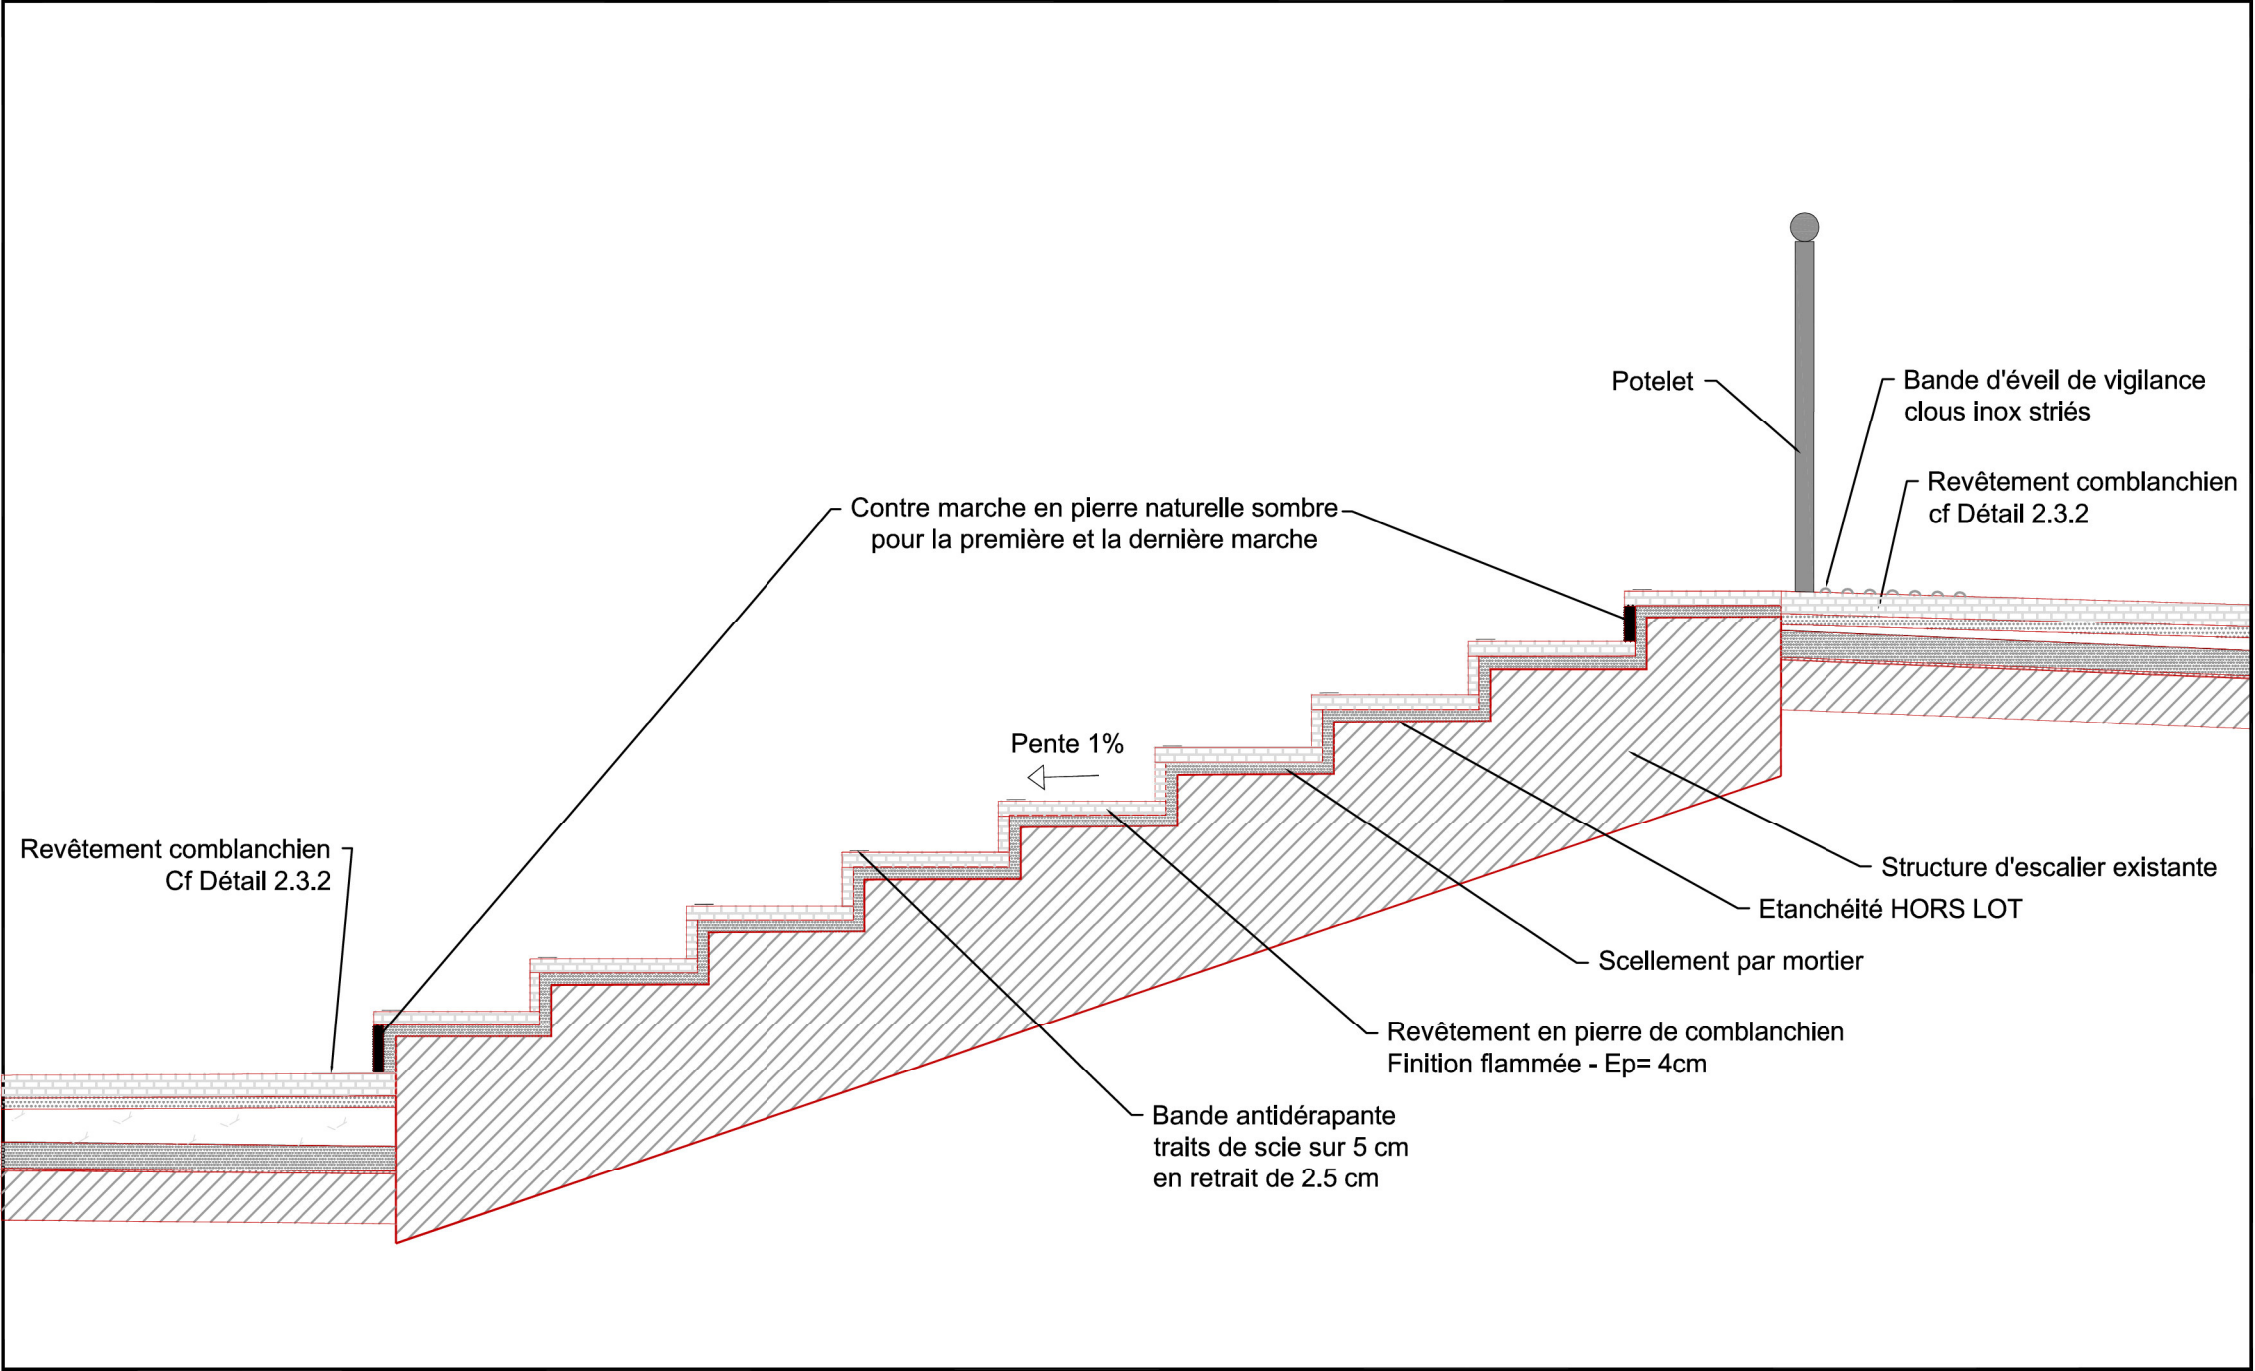 Potelet
Bande d'éveil de vigilance
clous inox striés
Revêtement comblanchien
cf Détail 2.3.2
Contre marche en pierre naturelle sombre
pour la première et la dernière marche
Pente 1%
Revêtement comblanchien
Cf Détail 2.3.2
Structure d'escalier existante
Etanchéité HORS LOT
Scellement par mortier
Revêtement en pierre de comblanchien
Finition flammée - Ep= 4cm
Bande antidérapante
traits de scie sur 5 cm
en retrait de 2.5 cm